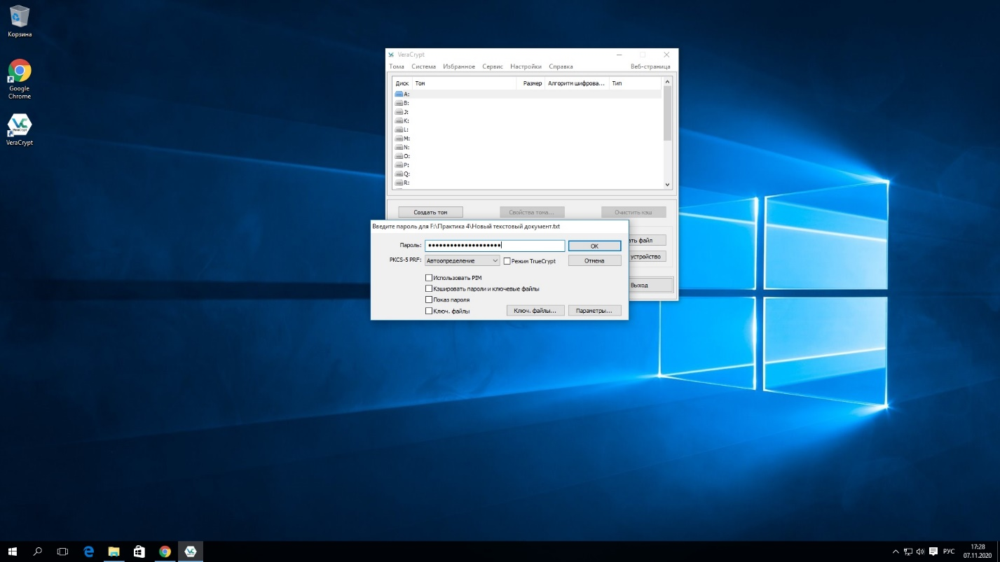 Корзина
Google
Chrome
VeraCrypt
VeraCrypt
Тома Система Избранное Сервис Настройки Справка Веб-страница
Диск Том Размер Алгоритм шифрова... Тип
A:
B:
J:
K:
L:
M:
N:
O:
P:
Q:
R:
Создать том Свойства тома... Очистить кэш
ать файл
устройство
Выход
Введите пароль для F:\Практика 4\Новый текстовый документ.txt
Пароль: ●●●●●●●●●●●●●●●●●●●● OK
PKCS-5 PRF: Автоопределение Режим TrueCrypt Отмена
Использовать PIM
Кэшировать пароли и ключевые файлы
Показ пароля
Ключ. файлы Ключ. файлы... Параметры...
РУС
17:28
07.11.2020